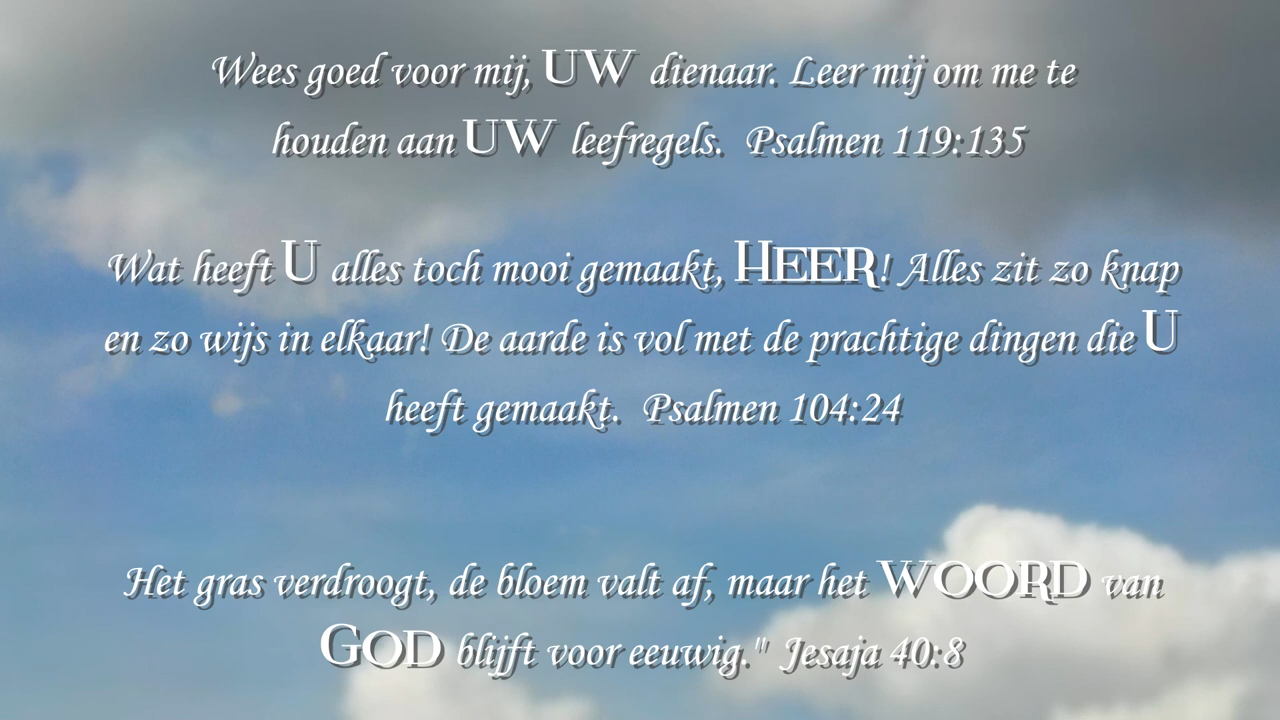 Wees goed voor mij, UW dienaar. Leer mij om me te
houden aan UW leefregels. Psalmen 119:135
Wat heeft U alles toch mooi gemaakt, HEER! Alles zit zo knap
en zo wijs in elkaar! De aarde is vol met de prachtige dingen die U
heeft gemaakt. Psalmen 104:24
Het gras verdroogt, de bloem valt af, maar het WOORD van
GOD blijft voor eeuwig." Jesaja 40:8